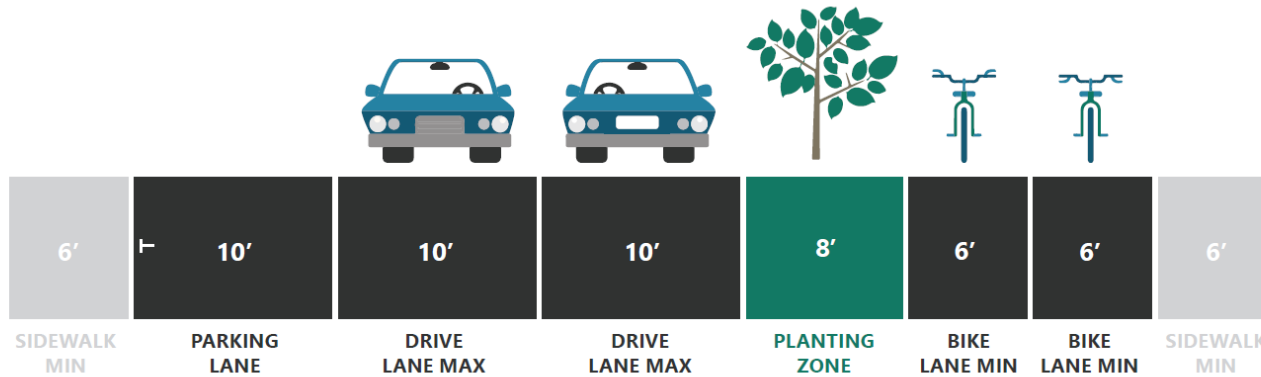 6’ 10’ 10’ 10’ 8’ 6’ 6’ 6’
SIDEWALK PARKING DRIVE DRIVE PLANTING BIKE BIKE SIDEWALK
MIN LANE LANE MAX LANE MAX ZONE LANE MIN LANE MIN MIN